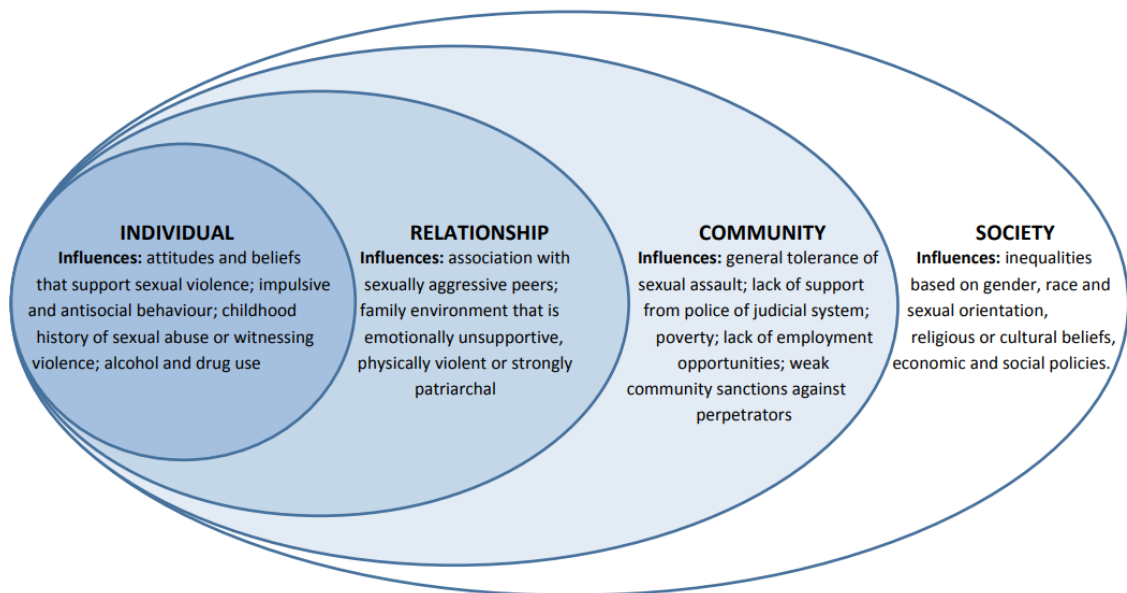 INDIVIDUAL
Influences: attitudes and beliefs
that support sexual violence; impulsive
and antisocial behaviour; childhood
history of sexual abuse or witnessing
violence; alcohol and drug use
RELATIONSHIP
Influences: association with
sexually aggressive peers;
family environment that is
emotionally unsupportive,
physically violent or strongly
patriarchal
COMMUNITY
Influences: general tolerance of
sexual assault; lack of support
from police of judicial system;
poverty; lack of employment
opportunities; weak
community sanctions against
perpetrators
SOCIETY
Influences: inequalities
based on gender, race and
sexual orientation,
religious or cultural beliefs,
economic and social policies.